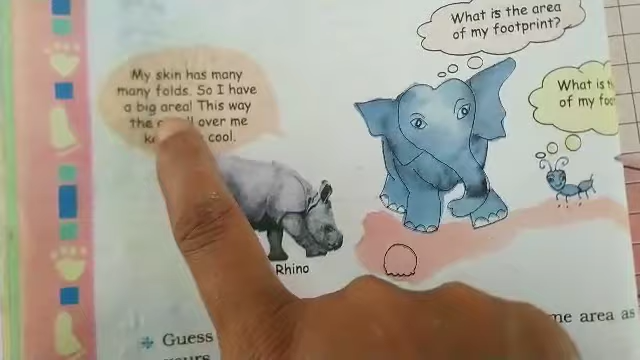 What is the area
of my footprint?
My skin has many
many folds. So I have
a big area! This way
the over me
cool.
What is
of my
Rhino
Guess
me area as
yours